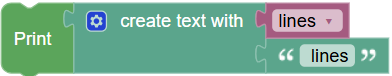 Print create text with lines
“ lines ”